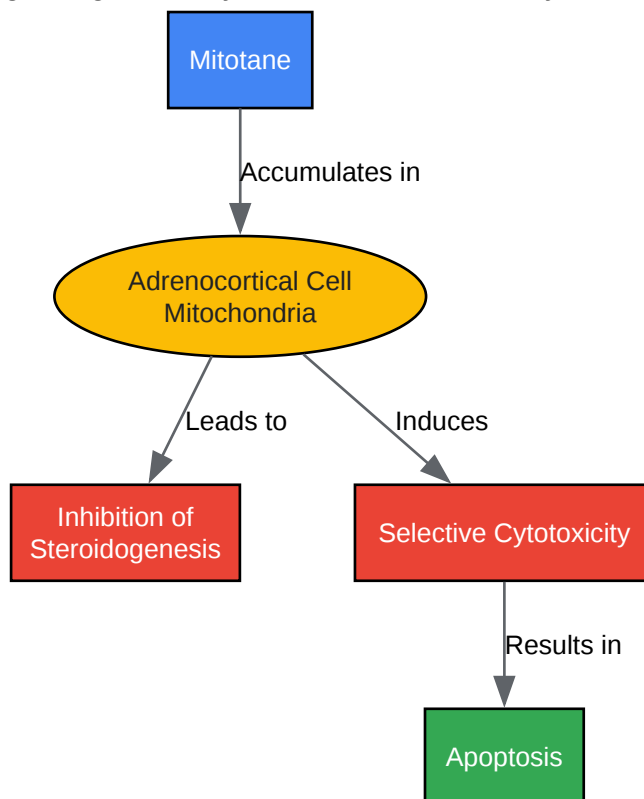 Mitotane
Accumulates in
Adrenocortical Cell
Mitochondria
Leads to
Induces
Inhibition of
Steroidogenesis
Selective Cytotoxicity
Results in
Apoptosis